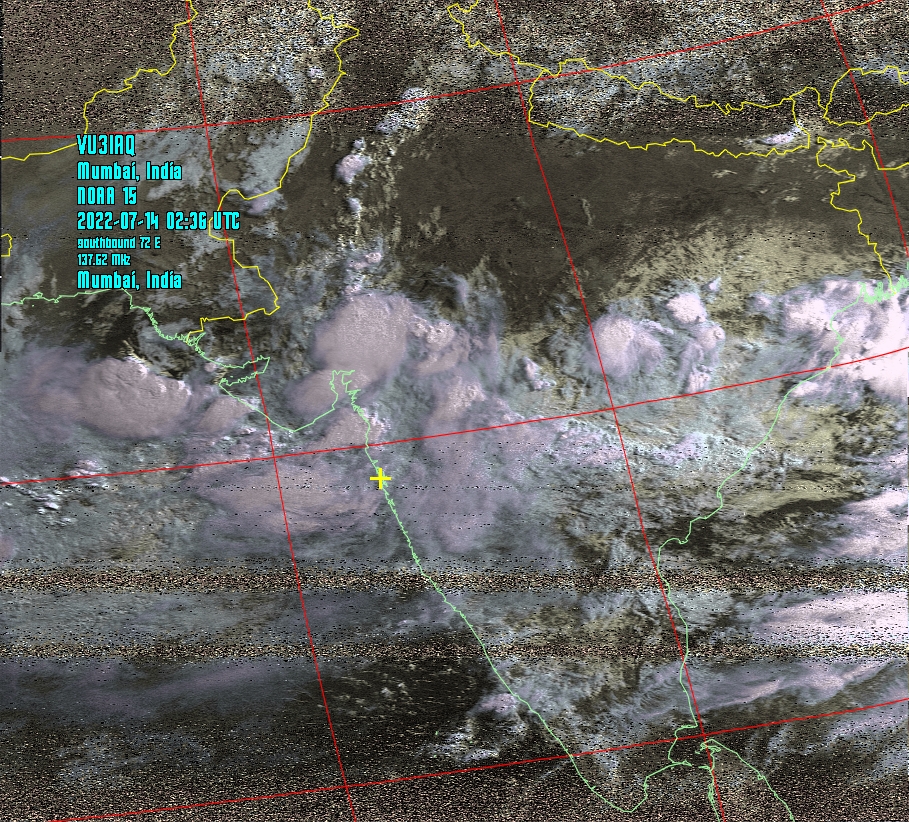 VU3IAQ
Mumbai, India
NOAA 15
2022-07-14 02:36 UTC
southbound 72 E
137.62 MHz
Mumbai, India